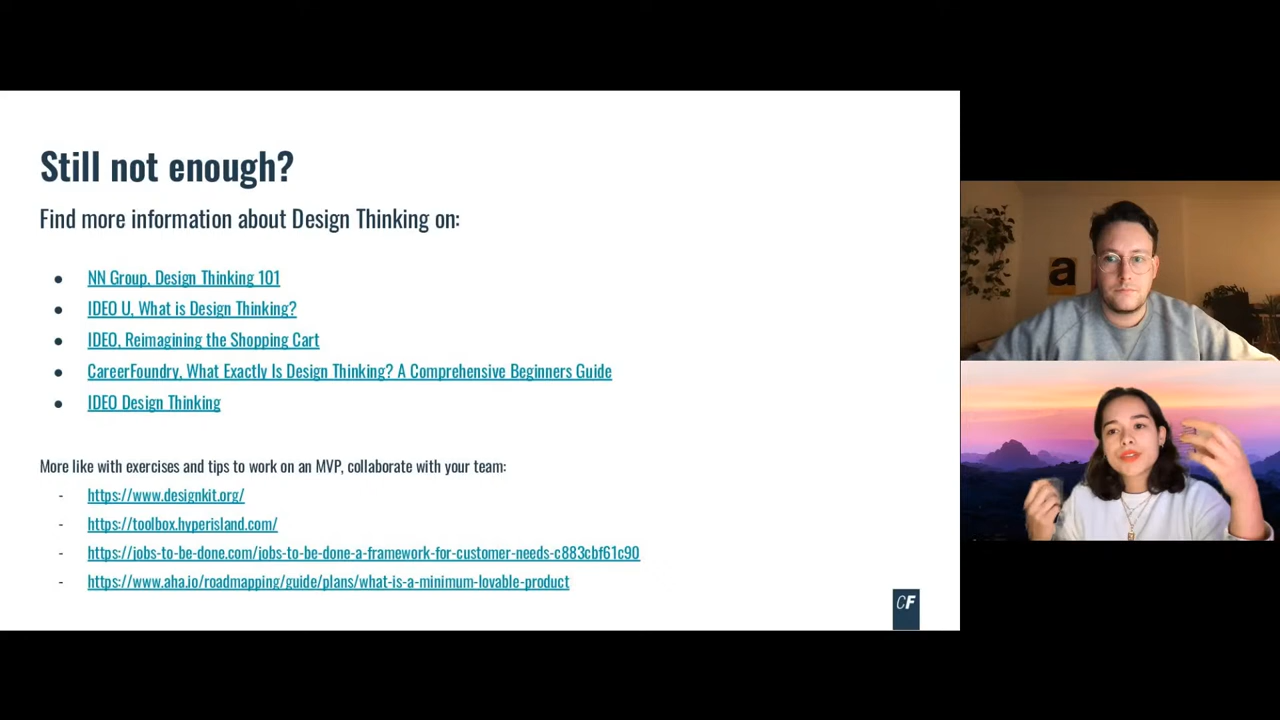 Still not enough?
Find more information about Design Thinking on:
● NN Group, Design Thinking 101
● IDEO U, What is Design Thinking?
● IDEO, Reimagining the Shopping Cart
● CareerFoundry, What Exactly Is Design Thinking? A Comprehensive Beginners Guide
● IDEO Design Thinking
More like with exercises and tips to work on an MVP, collaborate with your team:
- https://www.designkit.org/
- https://toolbox.hyperisland.com/
- https://jobs-to-be-done.com/jobs-to-be-done-a-framework-for-customer-needs-c883cbf61c90
- https://www.aha.io/roadmapping/guide/plans/what-is-a-minimum-lovable-product
CF
a